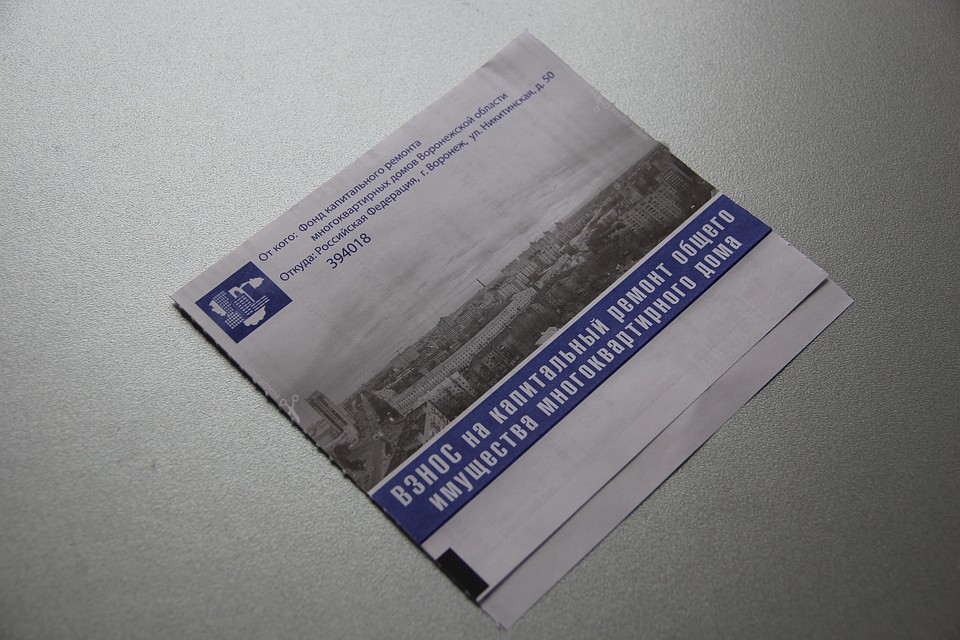 От кого: Фонд капитального ремонта
многоквартирных домов Воронежской области
Откуда: Российская Федерация, г. Воронеж, ул. Никитинская, д. 50
394018
ВЗНОС на капитальный ремонт общего
имущества многоквартирного дома